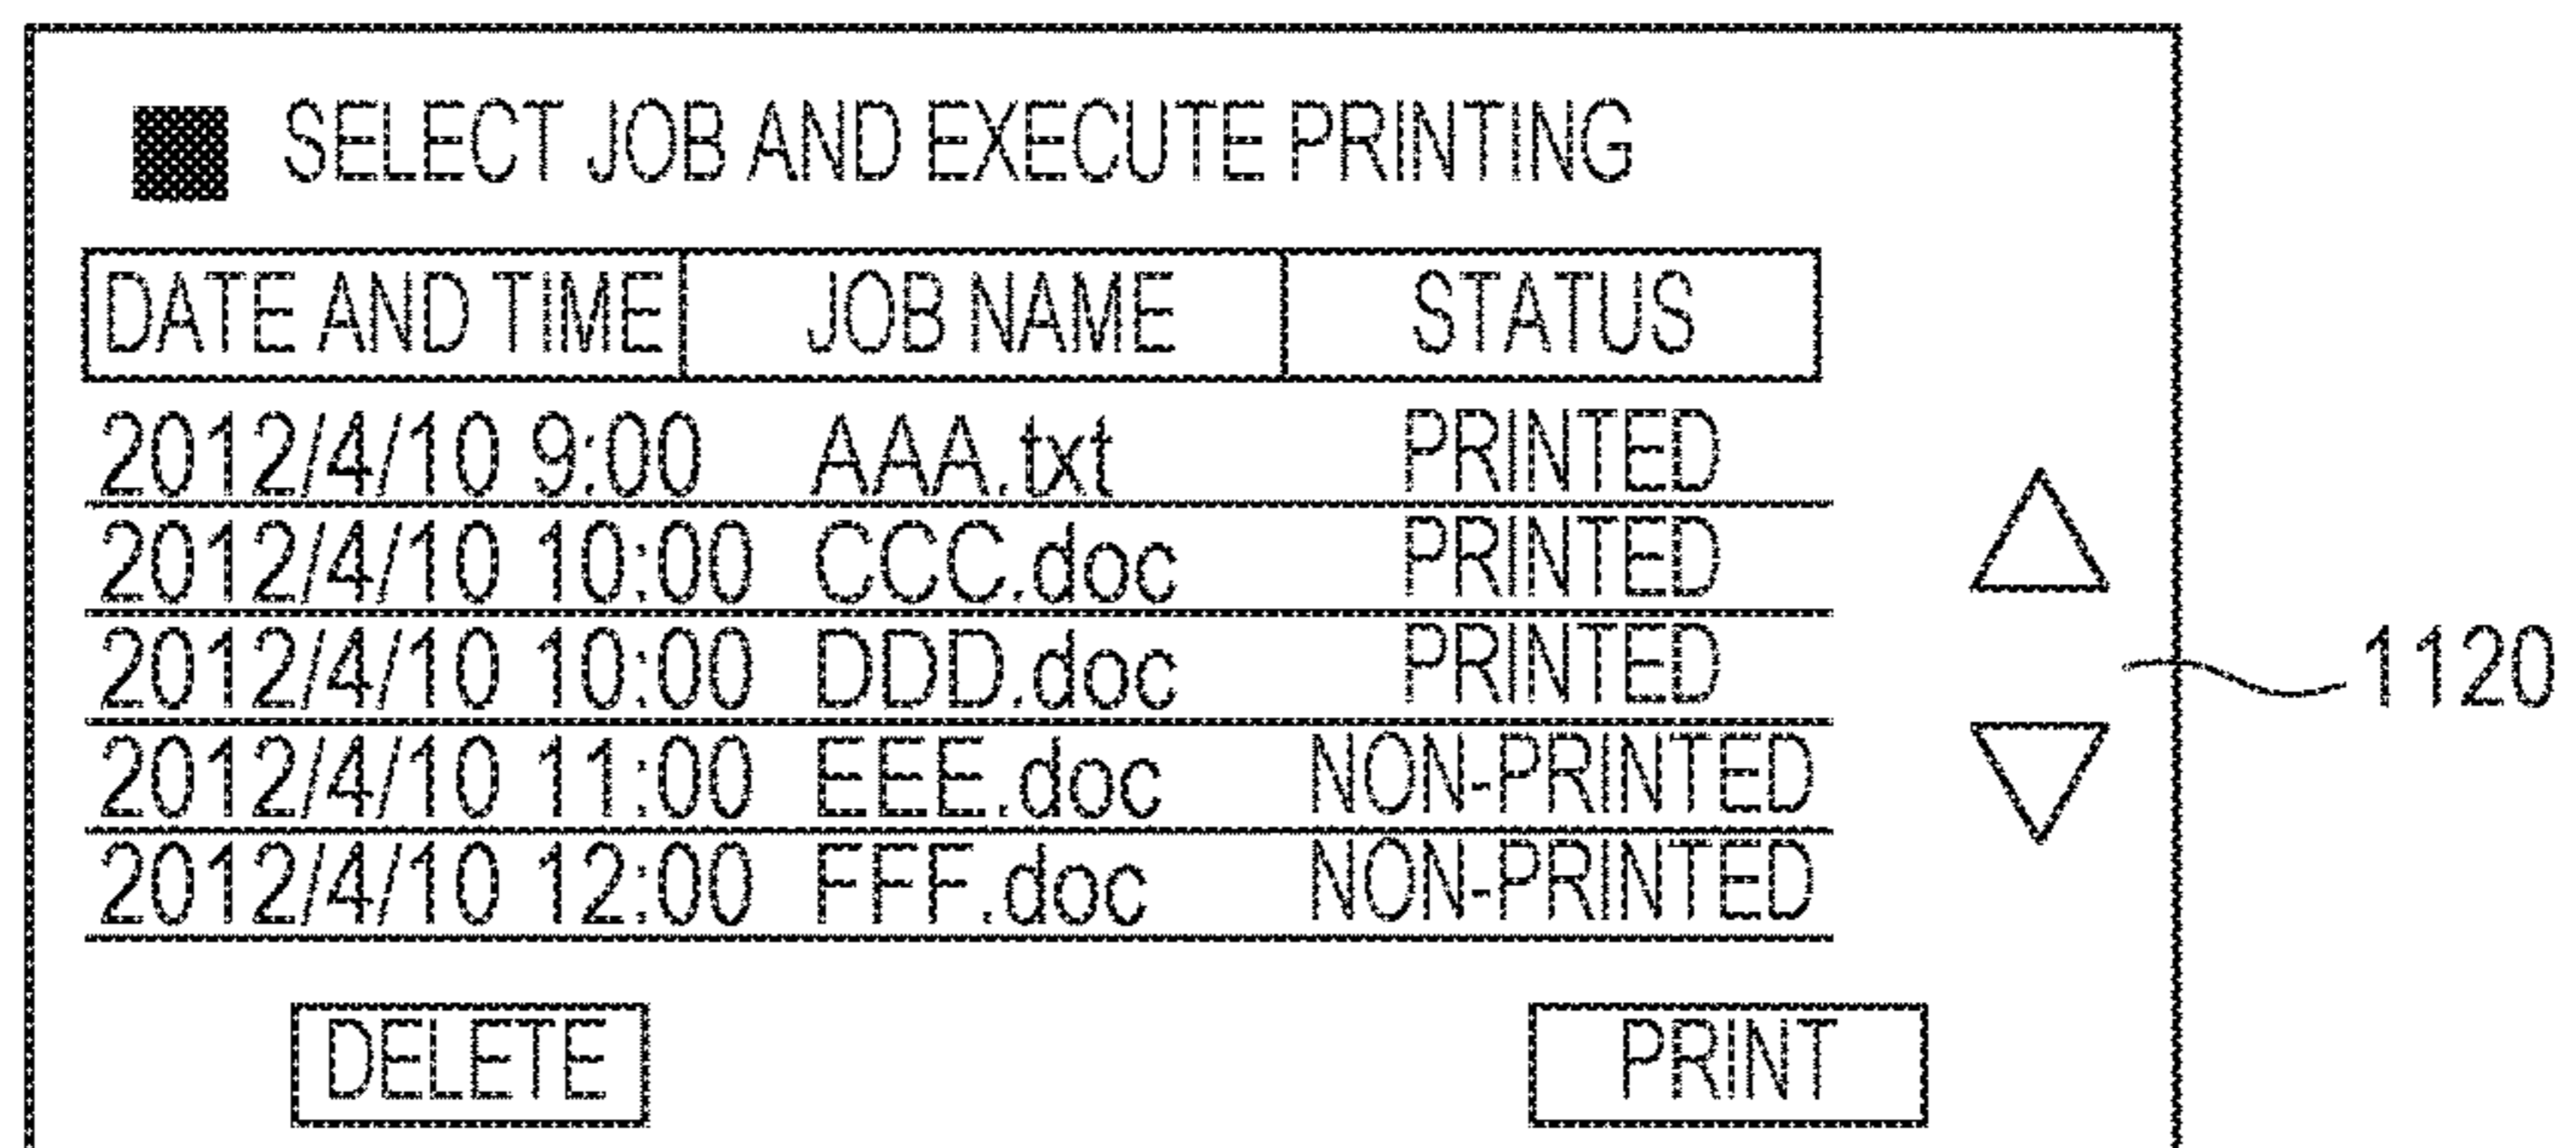 SELECT JOB AND EXECUTE PRINTING
DATE AND TIME JOB NAME STATUS
2012/4/10 9:00 AAA.txt PRINTED
2012/4/10 10:00 CCC.doc PRINTED
2012/4/10 10:00 DDD.doc PRINTED
1120
2012/4/10 11:00 EEE.doc NON-PRINTED
2012/4/10 12:00 FFF.doc NON-PRINTED
DELETE PRINT